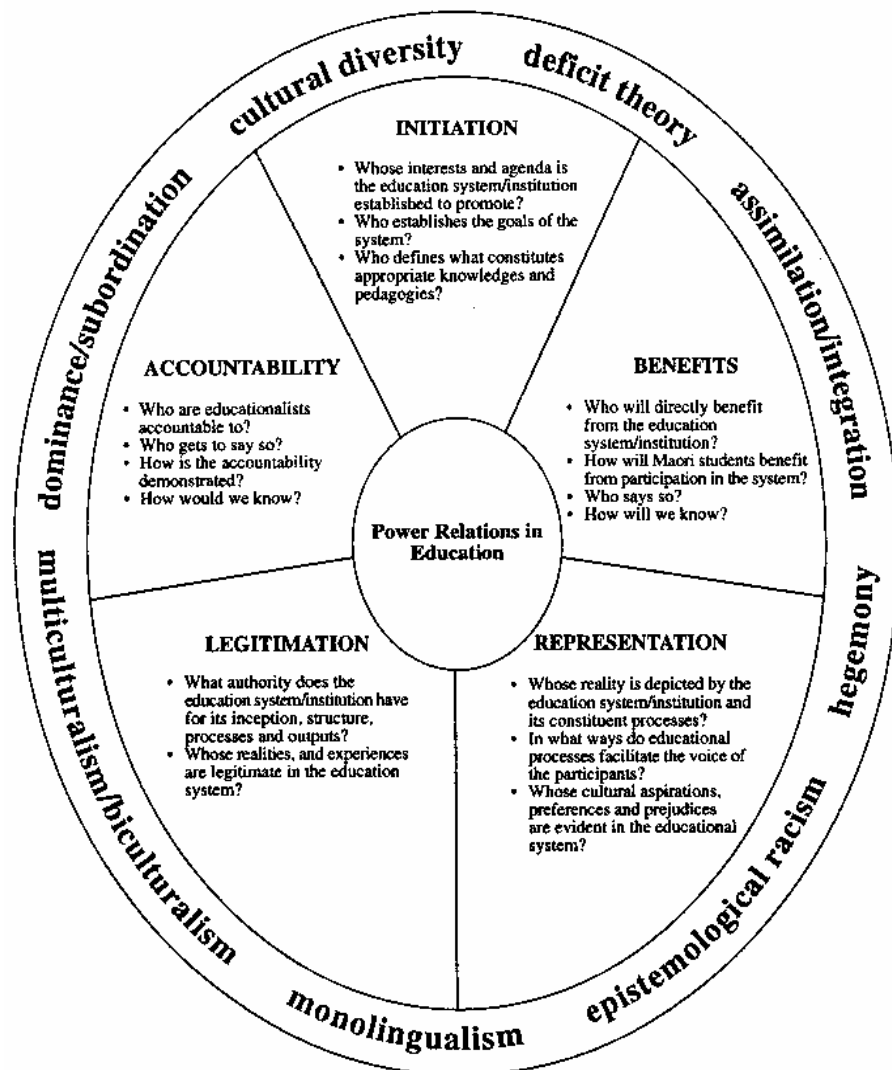 cultural diversity
deficit theory
assimilation/integration
hegemony
epistemological racism
monolingualism
multiculturalism/biculturalism
dominance/subordination
INITIATION
• Whose interests and agenda is
the education system/institution
established to promote?
• Who establishes the goals of the
system?
• Who defines what constitutes
appropriate knowledges and
pedagogies?
ACCOUNTABILITY
• Who are educationalists
accountable to?
• Who gets to say so?
• How is the accountability
demonstrated?
• How would we know?
BENEFITS
• Who will directly benefit
from the education
system/institution?
• How will Maori students benefit
from participation in the system?
• Who says so?
• How will we know?
Power Relations in
Education
LEGITIMATION
• What authority does the
education system/institution have
for its inception, structure,
processes and outputs?
• Whose realities, and experiences
are legitimate in the education
system?
REPRESENTATION
• Whose reality is depicted by the
education system/institution and
its constituent processes?
• In what ways do educational
processes facilitate the voice of
the participants?
• Whose cultural aspirations,
preferences and prejudices
are evident in the educational
system?